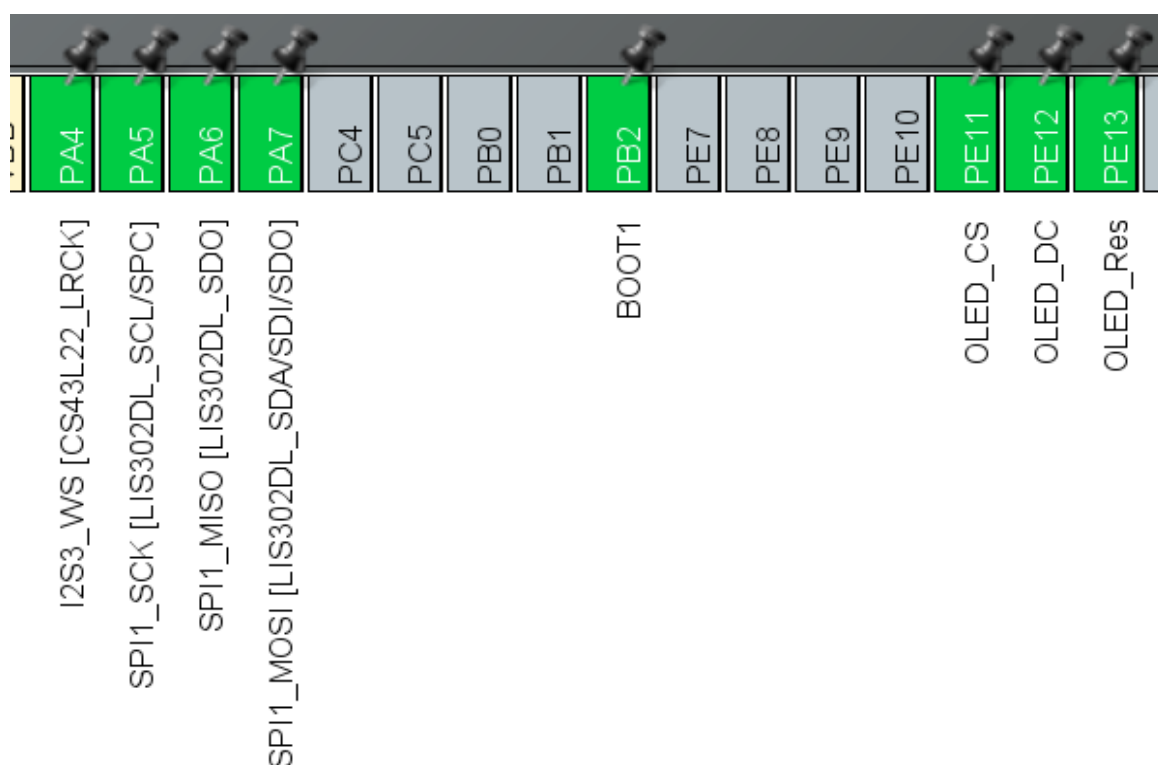 PA4
PA5
PA6
PA7
PC4
PC5
PB0
PB1
PB2
PE7
PE8
PE9
PE10
PE11
PE12
PE13
I2S3_WS [CS43L22_LRCK]
SPI1_SCK [LIS302DL_SCL/SPC]
SPI1_MISO [LIS302DL_SDO]
SPI1_MOSI [LIS302DL_SDA/SDI/SDO]
BOOT1
OLED_CS
OLED_DC
OLED_Res